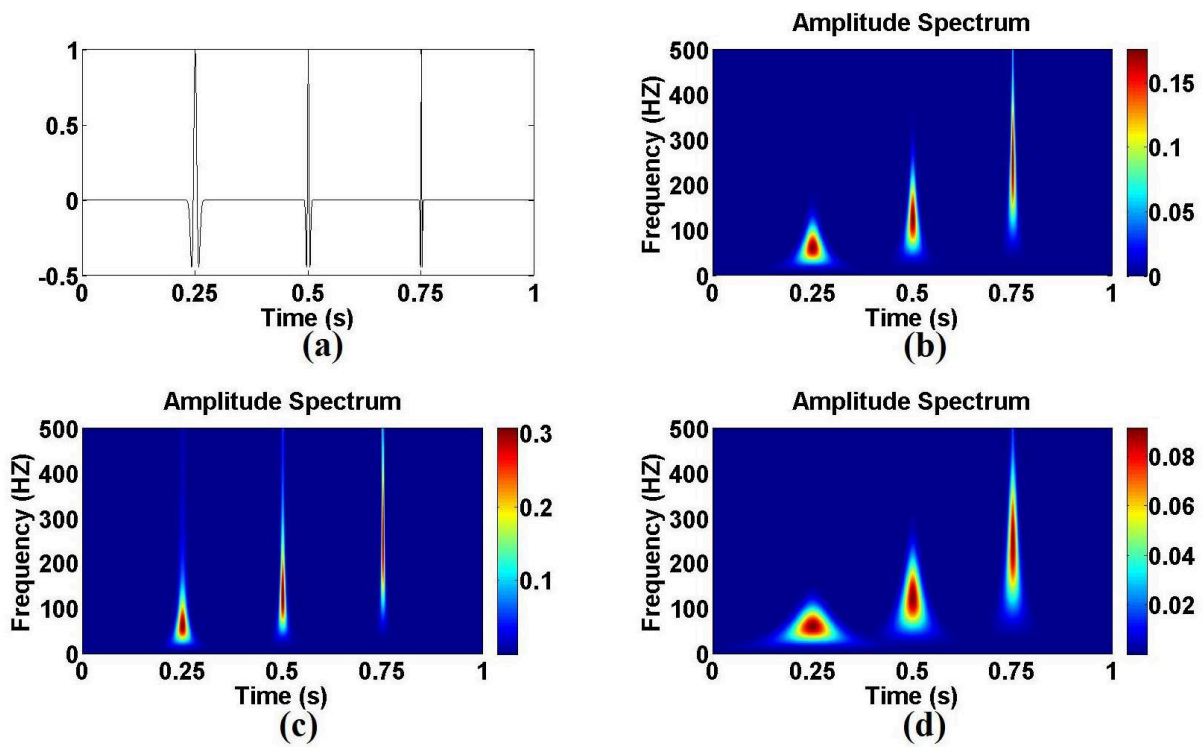 1
0.5
0
-0.5
0 0.25 0.5 0.75 1
Time (s)
(a)
Amplitude Spectrum
Frequency (HZ)
500
400
300
200
100
0
0 0.25 0.5 0.75 1
Time (s)
0.15
0.1
0.05
0
(b)
Amplitude Spectrum
Frequency (HZ)
500
400
300
200
100
0
0 0.25 0.5 0.75 1
Time (s)
0.3
0.2
0.1
(c)
Amplitude Spectrum
Frequency (HZ)
500
400
300
200
100
0
0 0.25 0.5 0.75 1
Time (s)
0.08
0.06
0.04
0.02
(d)